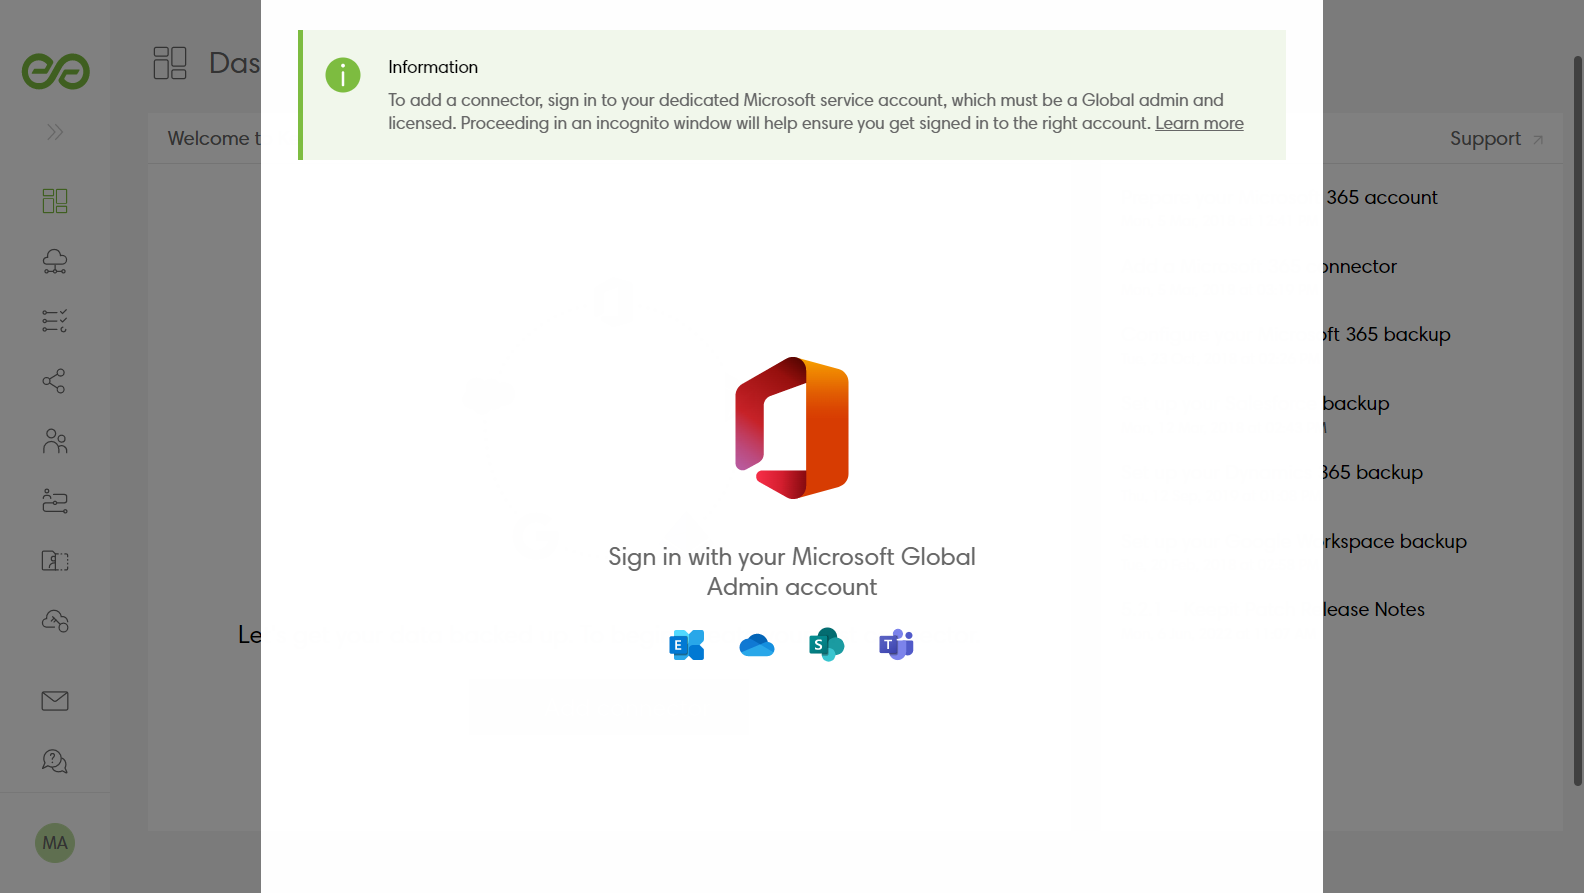 Das
Information
To add a connector, sign in to your dedicated Microsoft service account, which must be a Global admin and
licensed. Proceeding in an incognito window will help ensure you get signed in to the right account. Learn more
Welcome t
Support
365 account
onnector
oft 365 backup
backup
365 backup
Sign in with your Microsoft Global
Admin account
rkspace backup
lease Notes
Le
E
S
T
MA